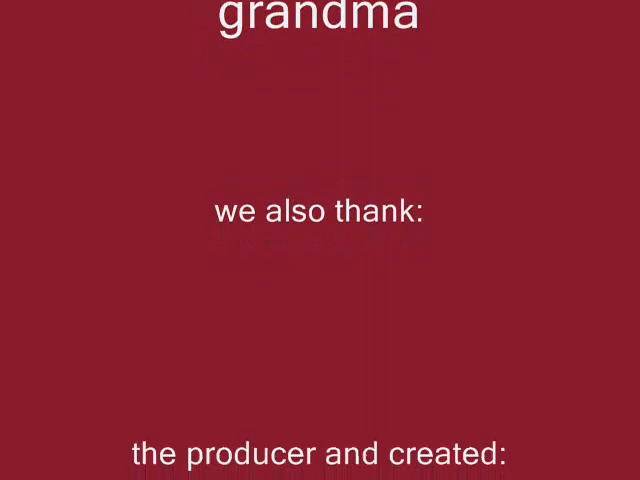 grandma
we also thank:
the producer and created: